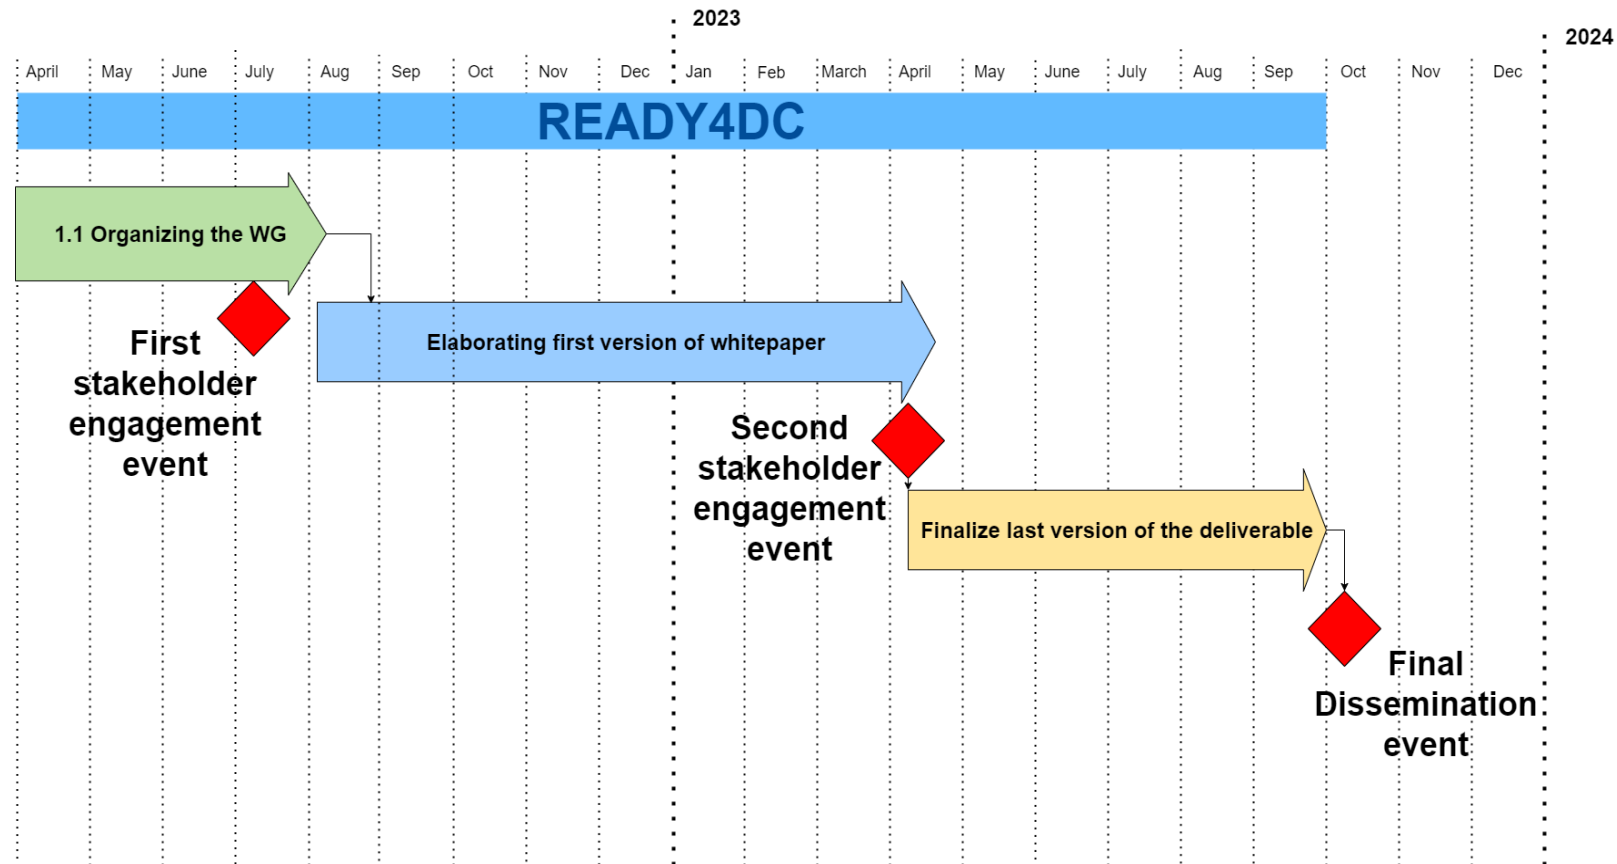 2023
2024
April May June July Aug Sep Oct Nov Dec Jan Feb March April May June July Aug Sep Oct Nov Dec
READY4DC
1.1 Organizing the WG
First
stakeholder
engagement
event
Elaborating first version of whitepaper
Second
stakeholder
engagement
event
Finalize last version of the deliverable
Final
Dissemination
event